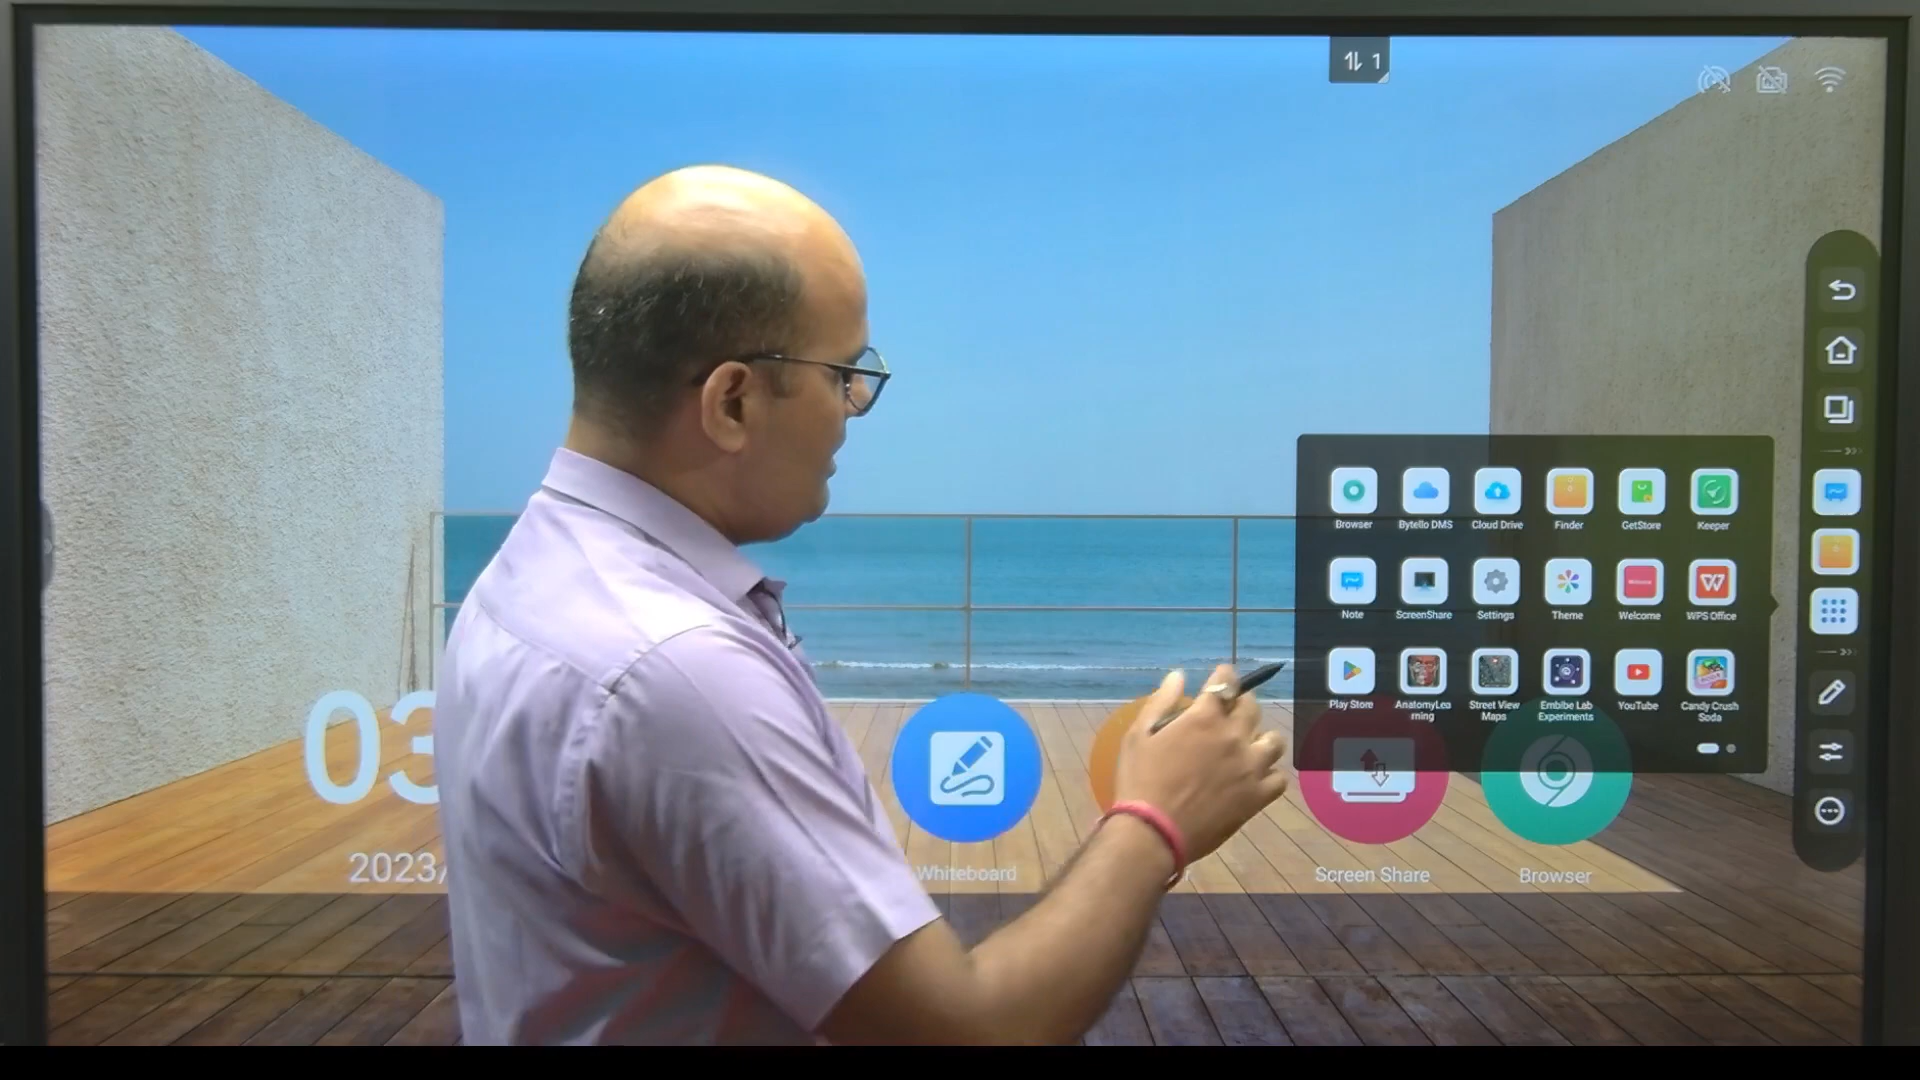 1
Browser Bytello DMS Cloud Drive Finder GetStore Keeper
Note ScreenShare Settings Theme Welcome WPS Office
Play Store AnatomyLea Street View Embibe Lab YouTube Candy Crush
rning Maps Experiments Soda
03
2023/
Whiteboard r Screen Share Browser